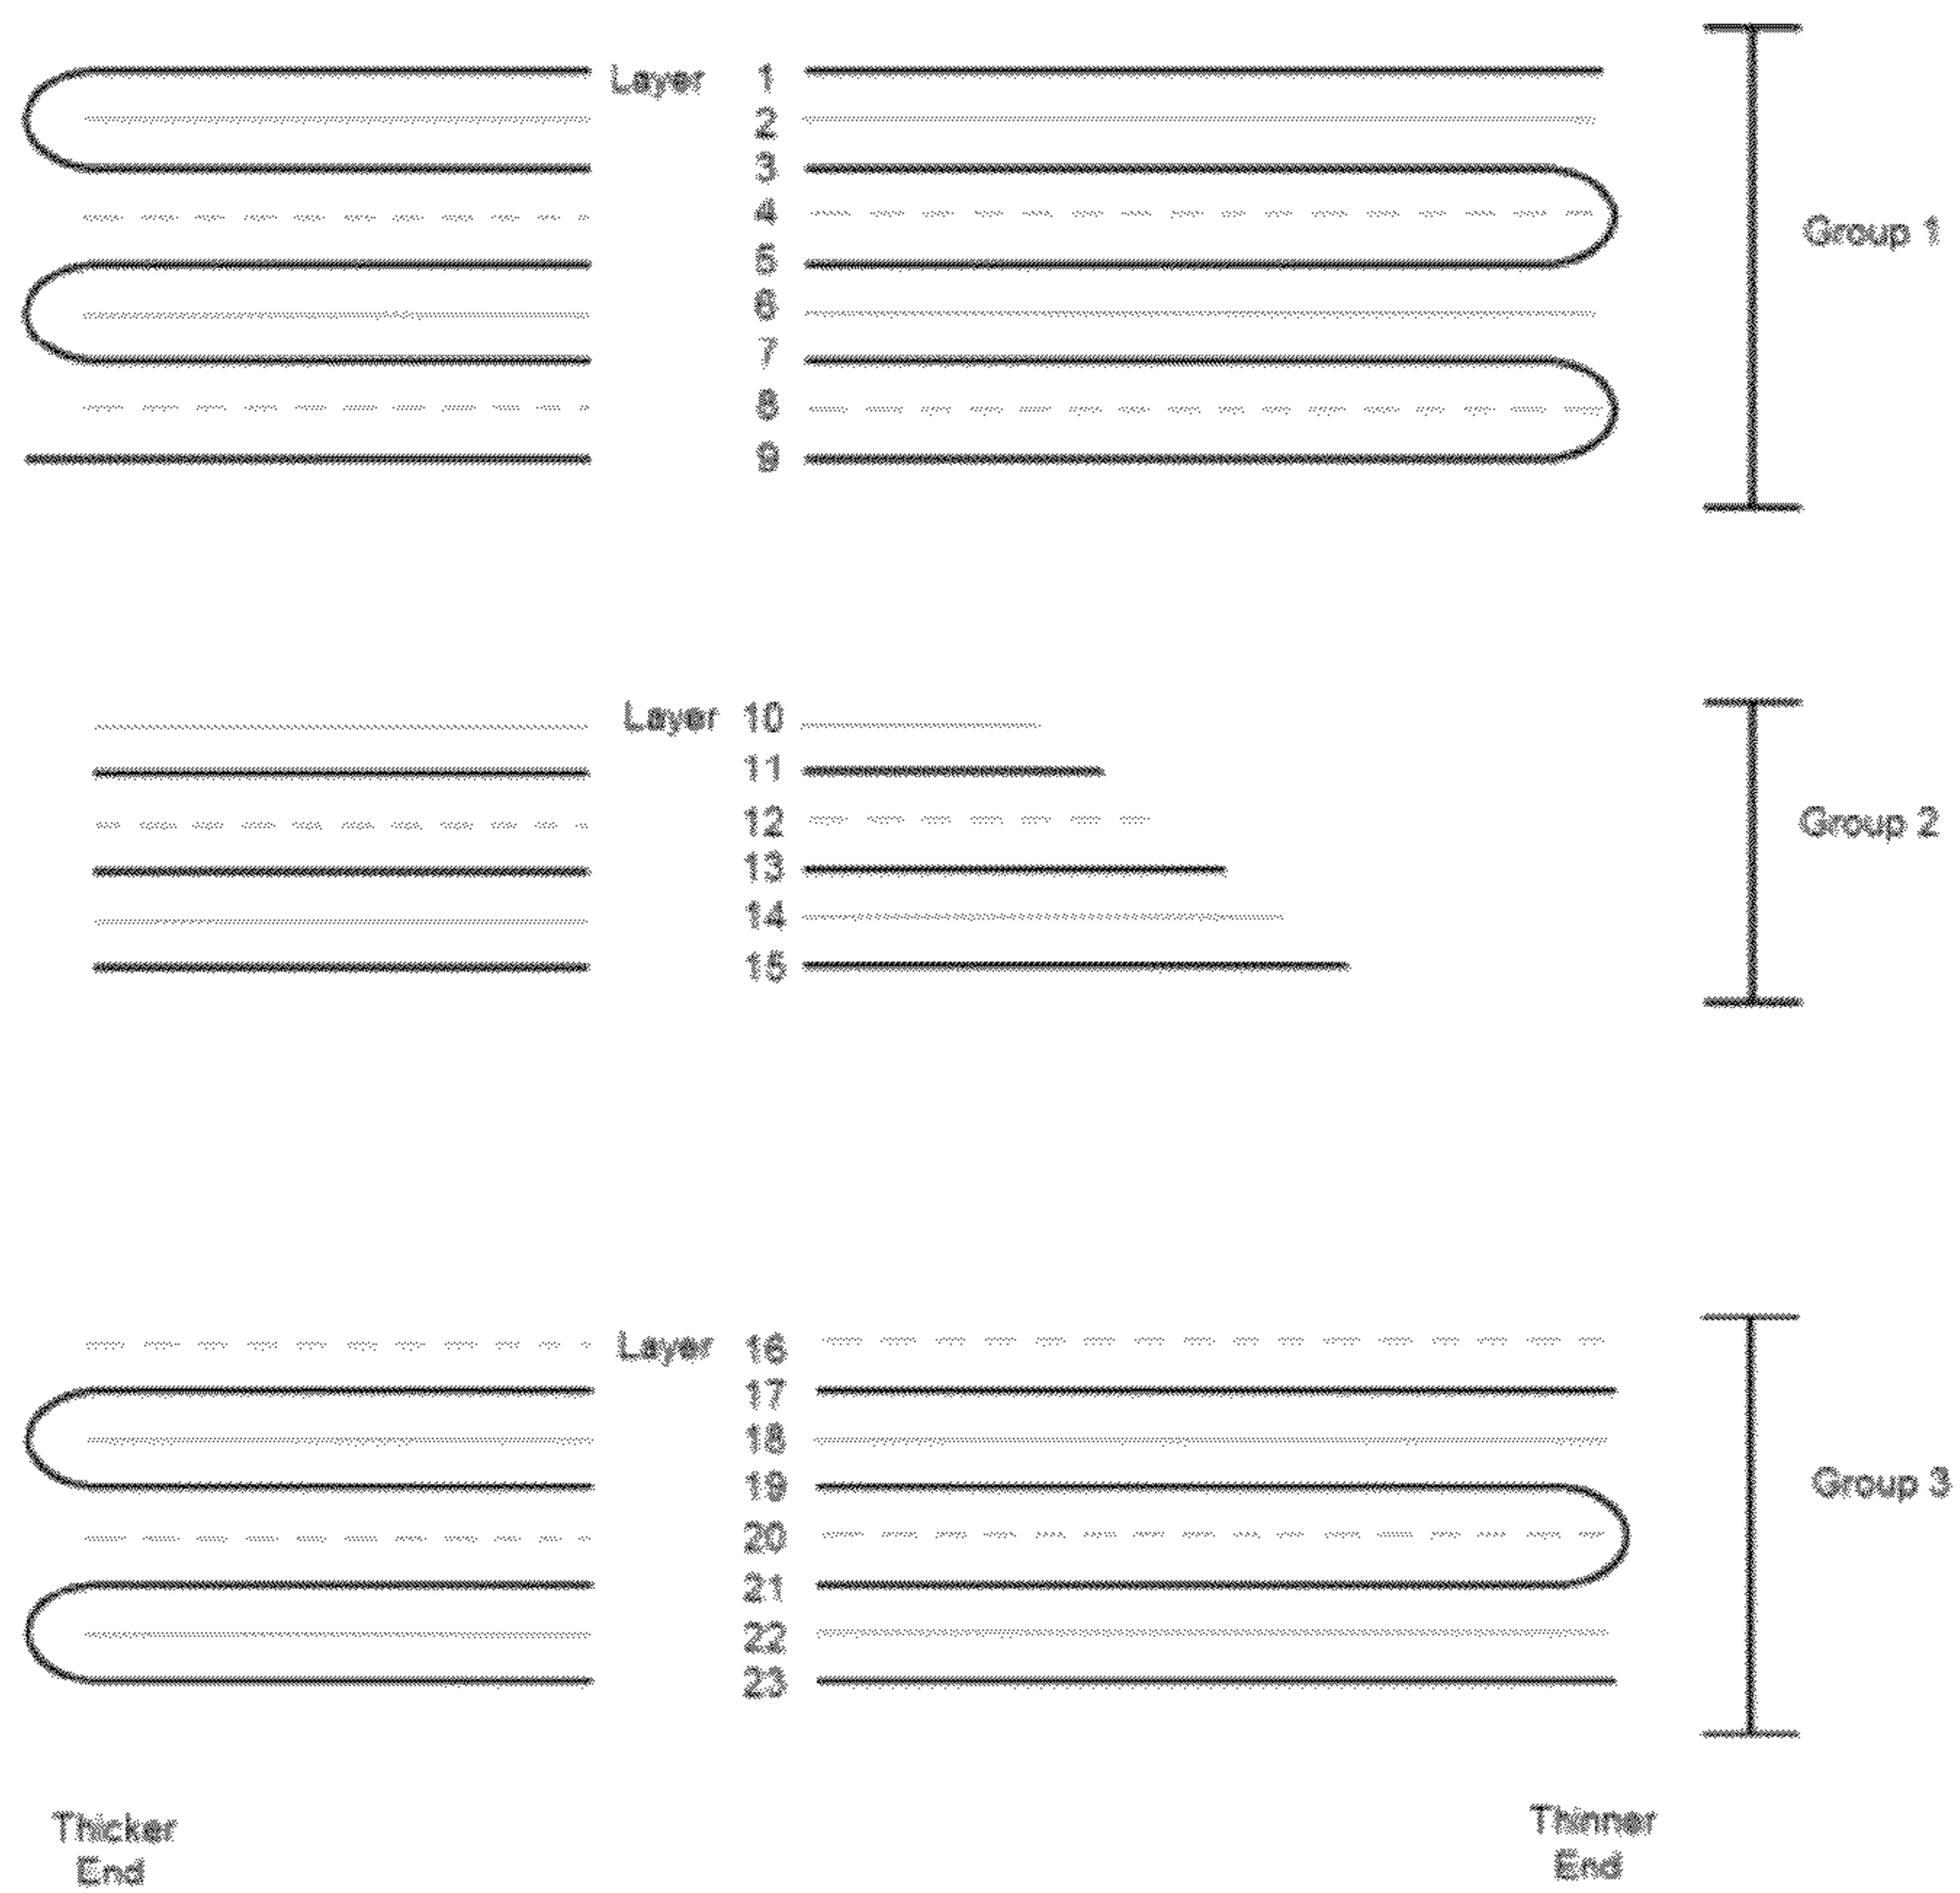 Layer 1
2
3
4
5
6
7
8
9
Group 1
Layer 10
11
12
13
14
15
Group 2
Layer 16
17
18
19
20
21
22
23
Group 3
Thicker
End
Thinner
End